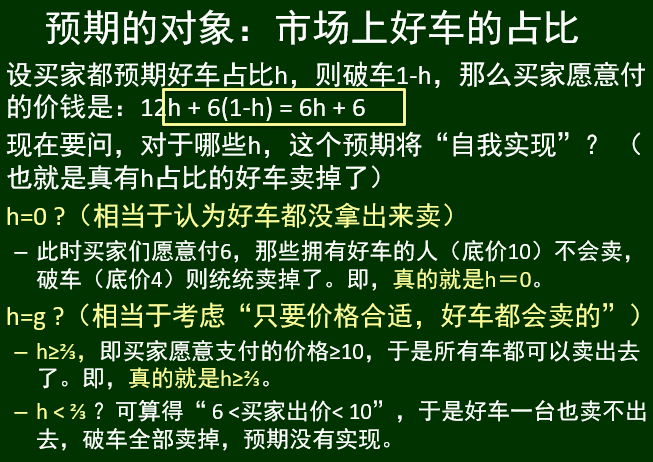 预期的对象：市场上好车的占比
设买家都预期好车占比h，则破车1-h，那么买家愿意付
的价钱是：12h + 6(1-h) = 6h + 6
现在要问，对于哪些h，这个预期将“自我实现”？（
也就是真有h占比的好车卖掉了）
h=0 ?（相当于认为好车都没拿出来卖）
– 此时买家们愿意付6，那些拥有好车的人（底价10）不会卖，
破车（底价4）则统统卖掉了。即，真的就是h＝0。
h=g ?（相当于考虑“只要价格合适，好车都会卖的”）
– h≥⅔，即买家愿意支付的价格≥10，于是所有车都可以卖出去
了。即，真的就是h≥⅔。
– h < ⅔ ？可算得“ 6 <买家出价< 10”，于是好车一台也卖不出
去，破车全部卖掉，预期没有实现。